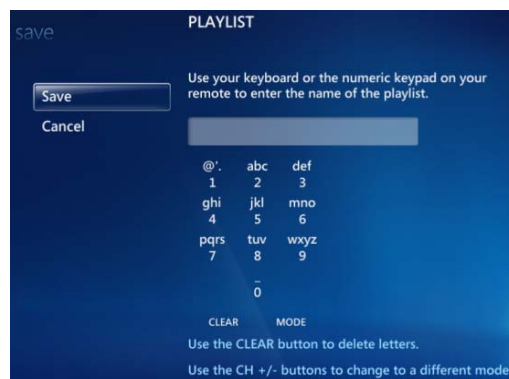 save
PLAYLIST
Use your keyboard or the numeric keypad on your
remote to enter the name of the playlist.
Save
Cancel
@'. abc def
1 2 3
ghi jkl mno
4 5 6
pqrs tuv wxyz
7 8 9
_
0
CLEAR MODE
Use the CLEAR button to delete letters.
Use the CH +/- buttons to change to a different mode